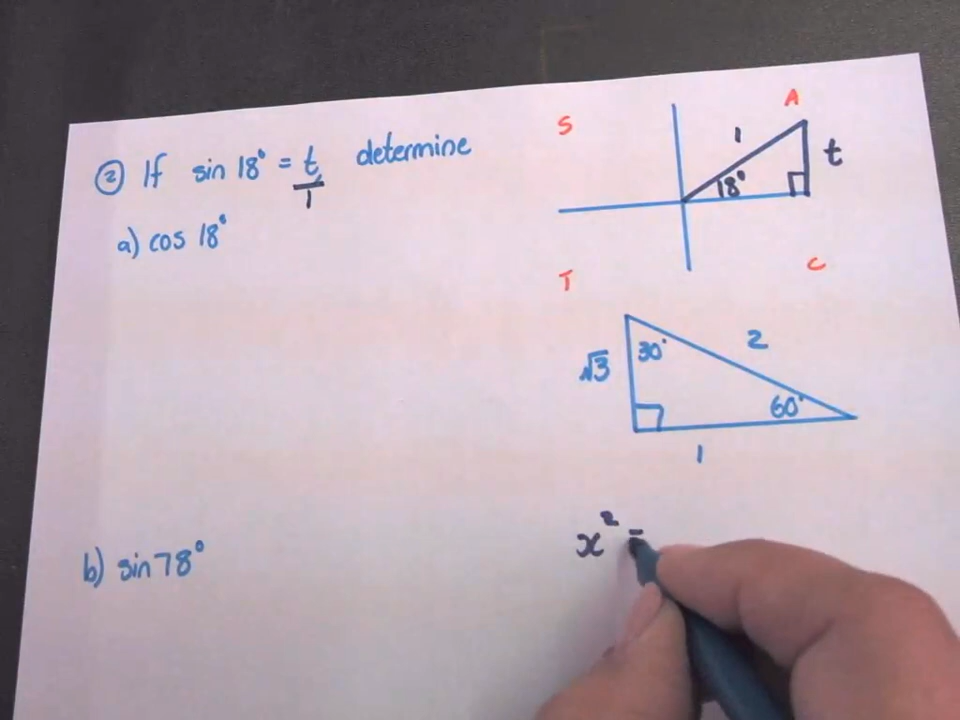 ② If sin 18° = t/1 determine
a) cos 18°
S
A
1
t
18°
T
C
√3
30°
2
60°
1
x² =
b) sin 78°